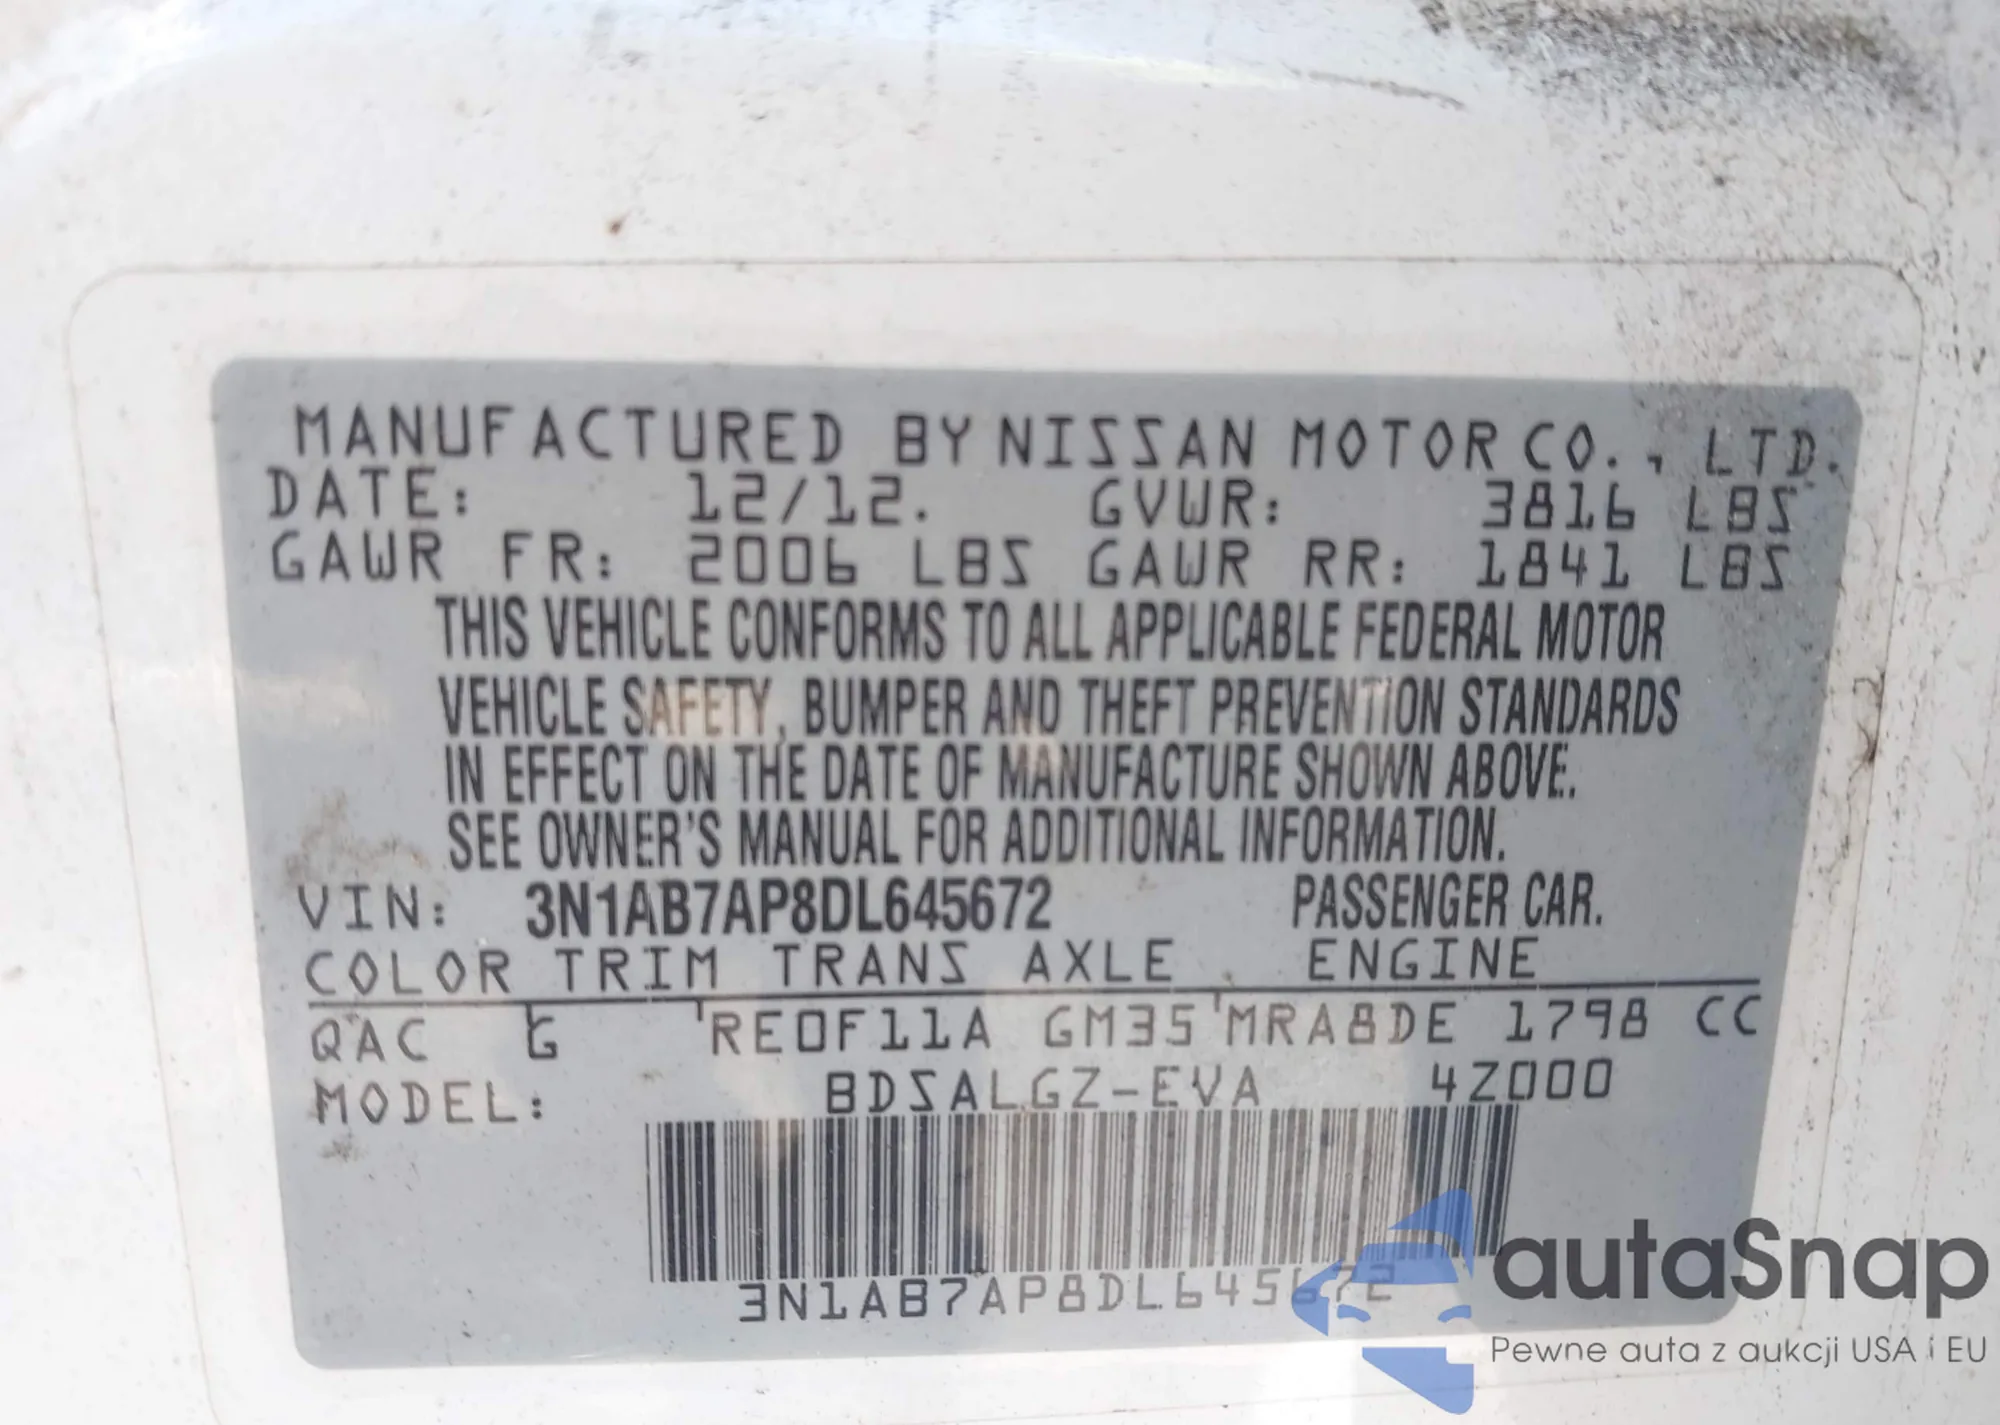 MANUFACTURED BY NISSAN MOTOR CO., LTD.
DATE: 12/12. GVWR: 3816 LBS
GAWR FR: 2006 LBS GAWR RR: 1841 LBS
THIS VEHICLE CONFORMS TO ALL APPLICABLE FEDERAL MOTOR
VEHICLE SAFETY, BUMPER AND THEFT PREVENTION STANDARDS
IN EFFECT ON THE DATE OF MANUFACTURE SHOWN ABOVE.
SEE OWNER'S MANUAL FOR ADDITIONAL INFORMATION.
VIN: 3N1AB7AP8DL645672 PASSENGER CAR.
COLOR TRIM TRANS AXLE ENGINE
QAC G RE0F11A GM35 MRA8DE 1798 CC
MODEL: BDSALGZ-EVA 4Z000
3N1AB7AP8DL645672
autaSnap
Pewne auta z aukcji USA i EU